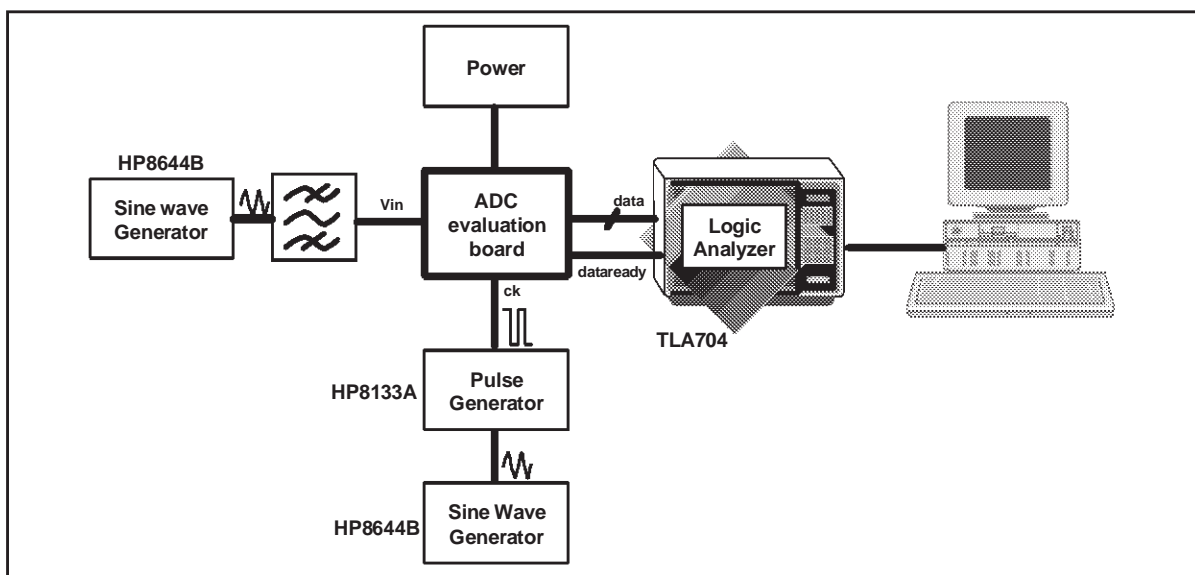 Power
HP8644B
Sine wave
Generator
Vin
ADC
evaluation
board
data
dataready
Logic
Analyzer
TLA704
ck
HP8133A
Pulse
Generator
HP8644B
Sine Wave
Generator